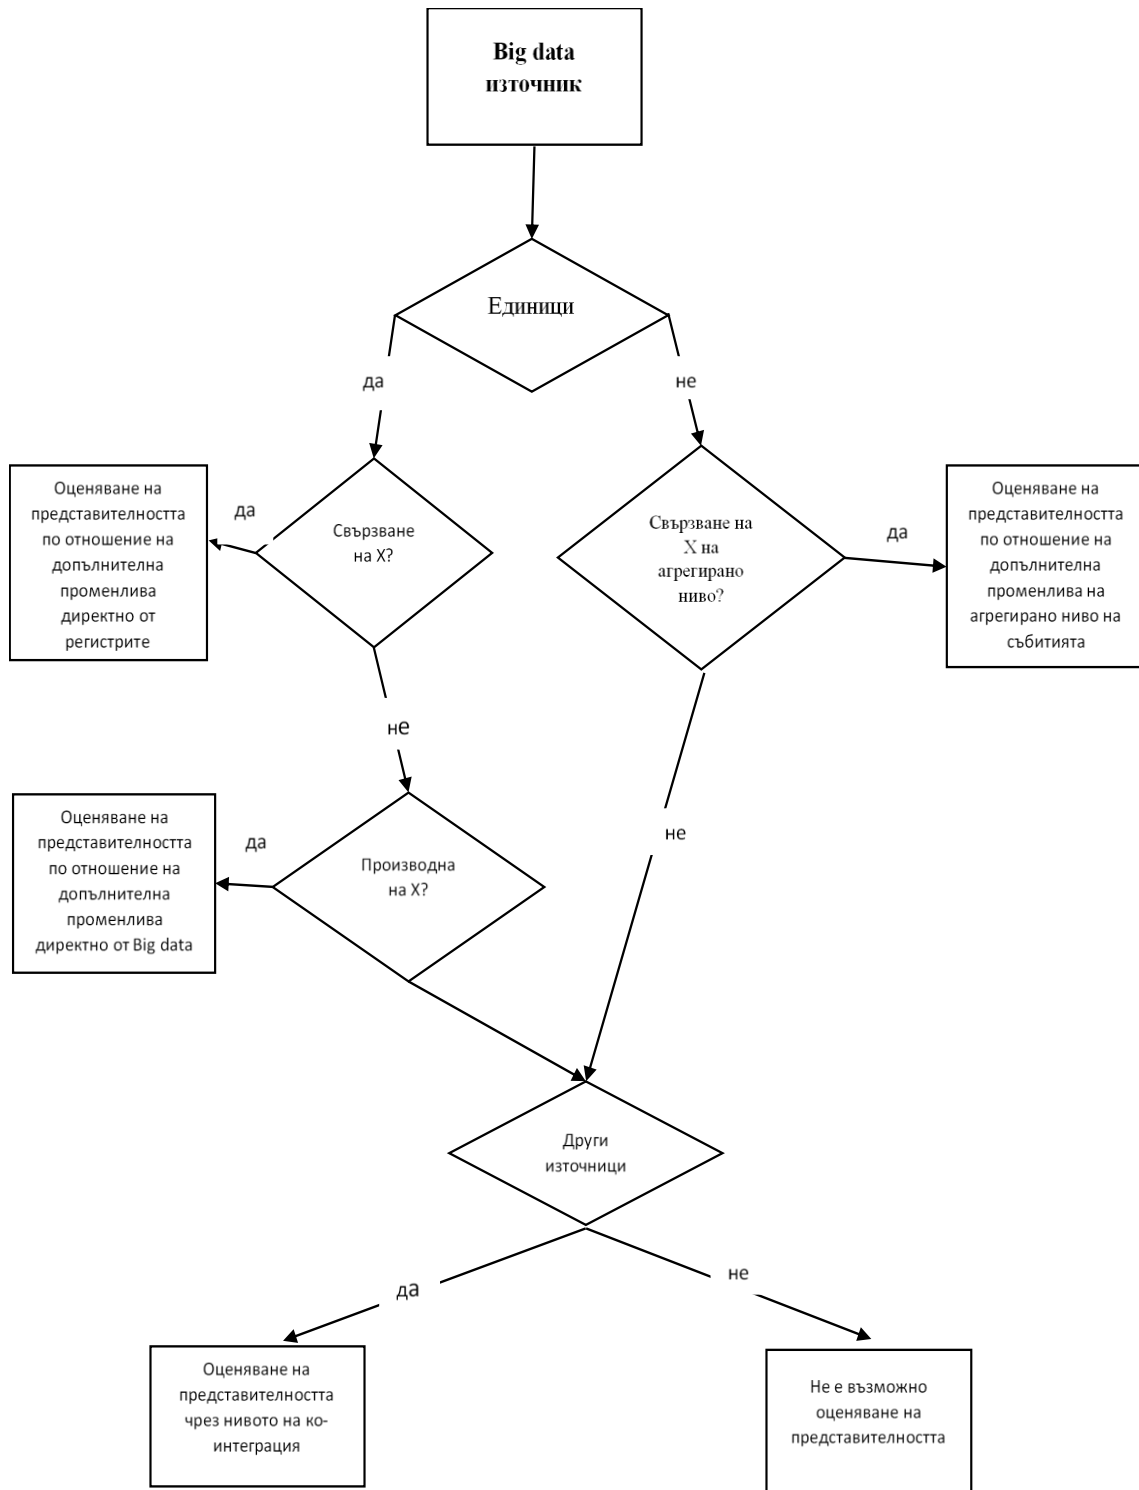 Big data
източник
Единици
да
не
Оценяване на
представителността
по отношение на
допълнителна
променлива
директно от
регистрите
да
Свързване
на X?
Свързване на
X на
агрегирано
ниво?
да
Оценяване на
представителността
по отношение на
допълнителна
променлива на
агрегирано ниво на
събитията
не
Оценяване на
представителността
по отношение на
допълнителна
променлива
директно от Big data
да
Производна
на X?
не
Други
източници
да
не
Оценяване на
представителността
чрез нивото на ко-
интеграция
Не е възможно
оценяване на
представителността